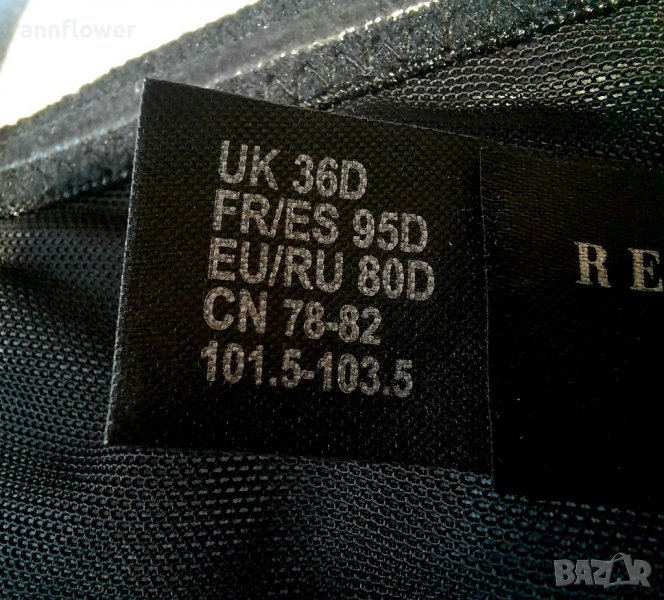 annflower
UK 36D
FR/ES 95D
EU/RU 80D
CN 78-82
101.5-103.5
RE
BAZAR